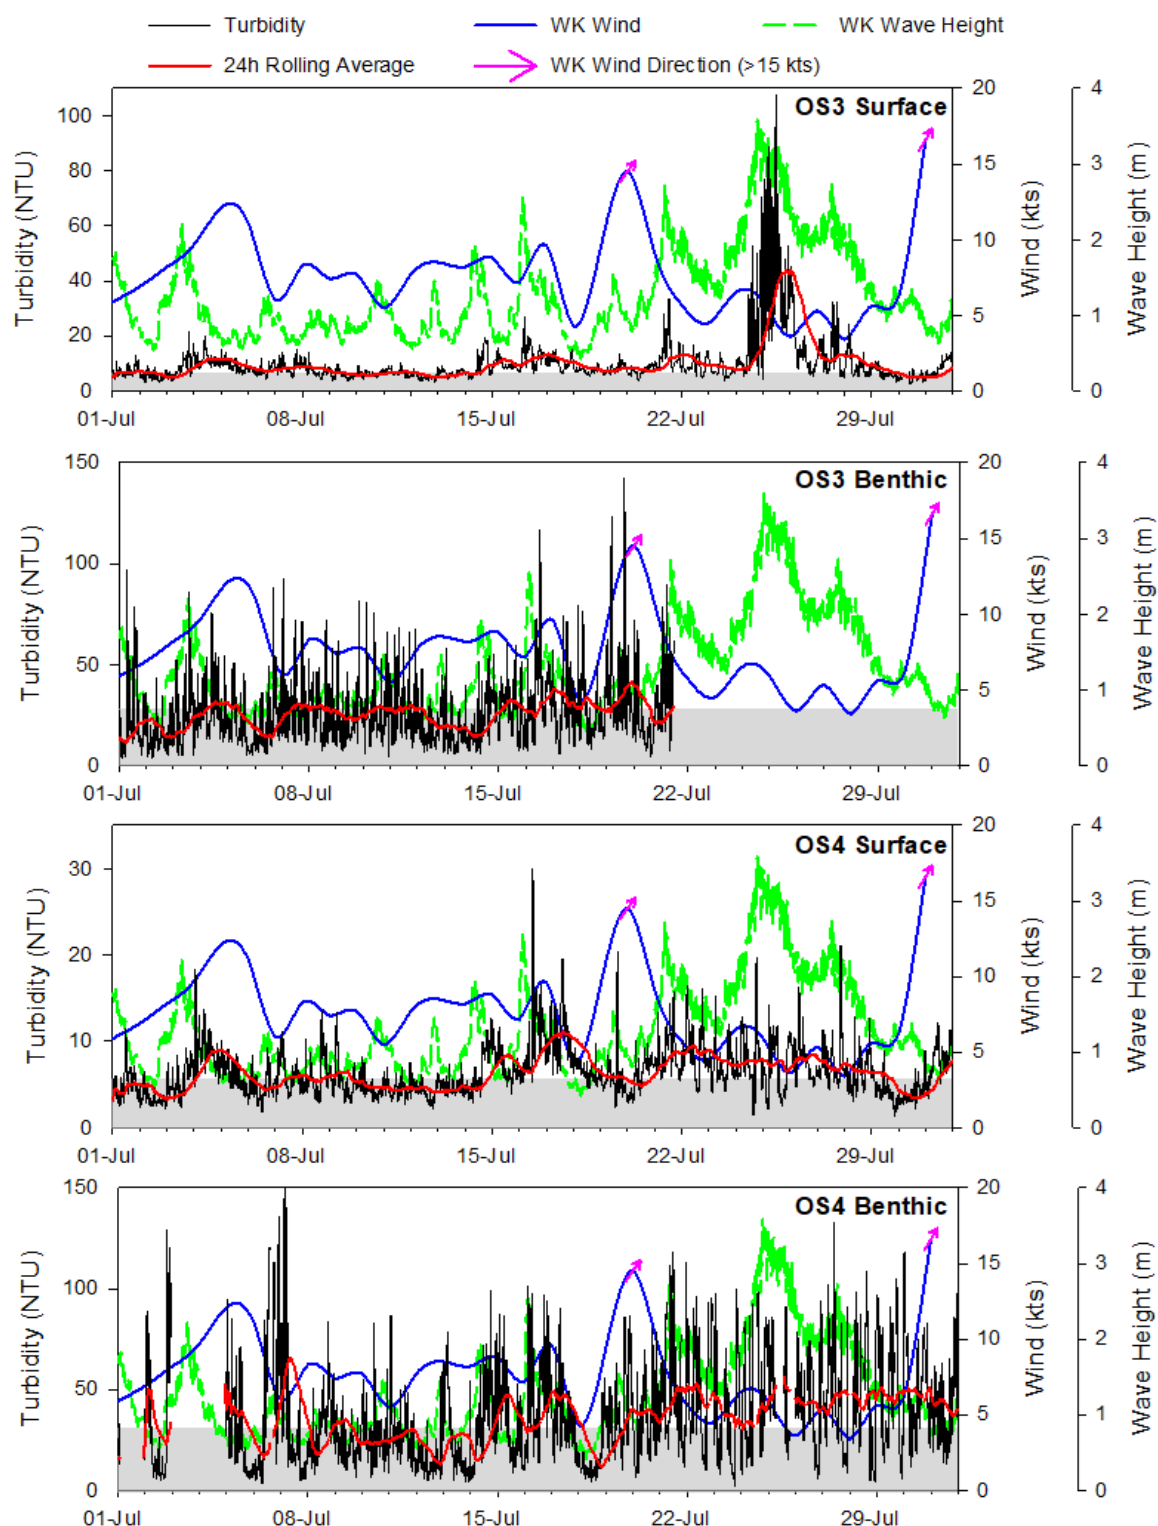 Turbidity WK Wind WK Wave Height
24h Rolling Average WK Wind Direction (>15 kts)
OS3 Surface
Turbidity (NTU)
100
80
60
40
20
0
20
15
10
5
0
Wind (kts)
4
3
2
1
0
Wave Height (m)
01-Jul 08-Jul 15-Jul 22-Jul 29-Jul
OS3 Benthic
Turbidity (NTU)
150
100
50
0
20
15
10
5
0
Wind (kts)
4
3
2
1
0
Wave Height (m)
01-Jul 08-Jul 15-Jul 22-Jul 29-Jul
OS4 Surface
Turbidity (NTU)
30
20
10
0
20
15
10
5
0
Wind (kts)
4
3
2
1
0
Wave Height (m)
01-Jul 08-Jul 15-Jul 22-Jul 29-Jul
OS4 Benthic
Turbidity (NTU)
150
100
50
0
20
15
10
5
0
Wind (kts)
4
3
2
1
0
Wave Height (m)
01-Jul 08-Jul 15-Jul 22-Jul 29-Jul